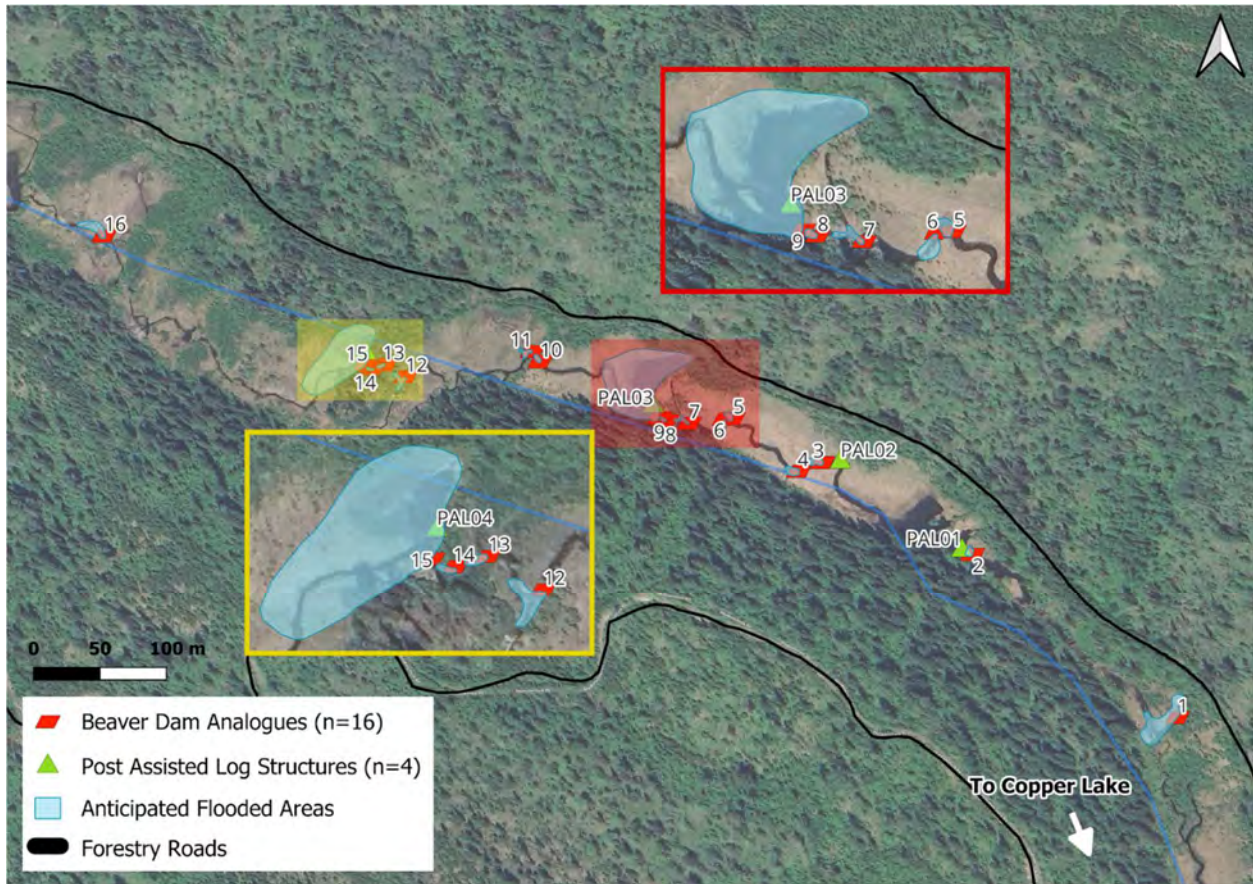 16
11
10
15
13
14
12
PAL03
9
8
7
5
6
4
3
PAL02
PAL01
2
1
PAL03
9
8
7
6
5
PAL04
15
14
13
12
0 50 100 m
Beaver Dam Analogues (n=16)
Post Assisted Log Structures (n=4)
Anticipated Flooded Areas
Forestry Roads
To Copper Lake